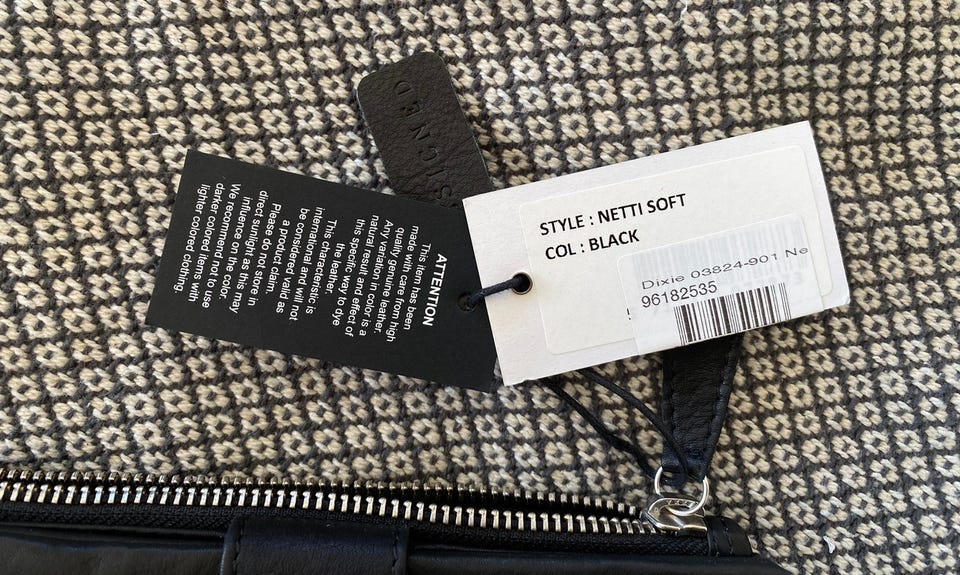 ATTENTION
This item has been
made with care from high
quality genuine leather.
Any variation in color is a
natural result and effect of
this specific way to dye
the leather.
This characteristic is
international and will not
be considered valid as
a product claim.
Please do not store in
direct sunlight as this may
influence on the color.
We recommend not to use
darker colored items with
lighter colored clothing
STYLE : NETTI SOFT
COL : BLACK
Dixie 03824-901 Ne
96182535